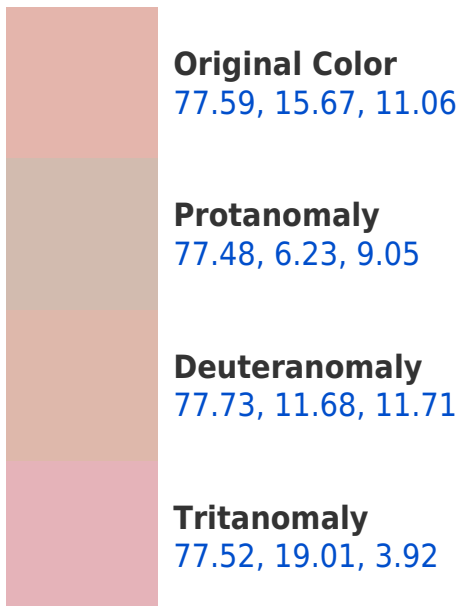 Original Color
77.59, 15.67, 11.06
Protanomaly
77.48, 6.23, 9.05
Deuteranomaly
77.73, 11.68, 11.71
Tritanomaly
77.52, 19.01, 3.92